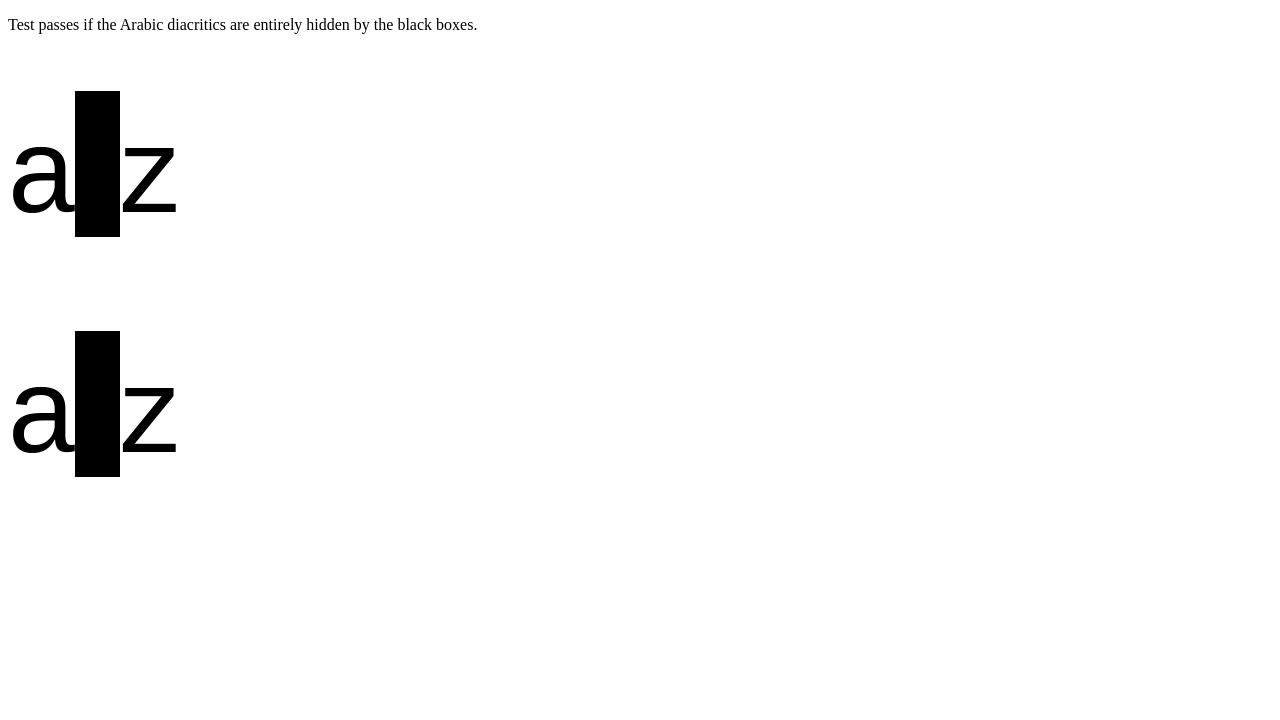 Test passes if the Arabic diacritics are entirely hidden by the black boxes.
a z
a z